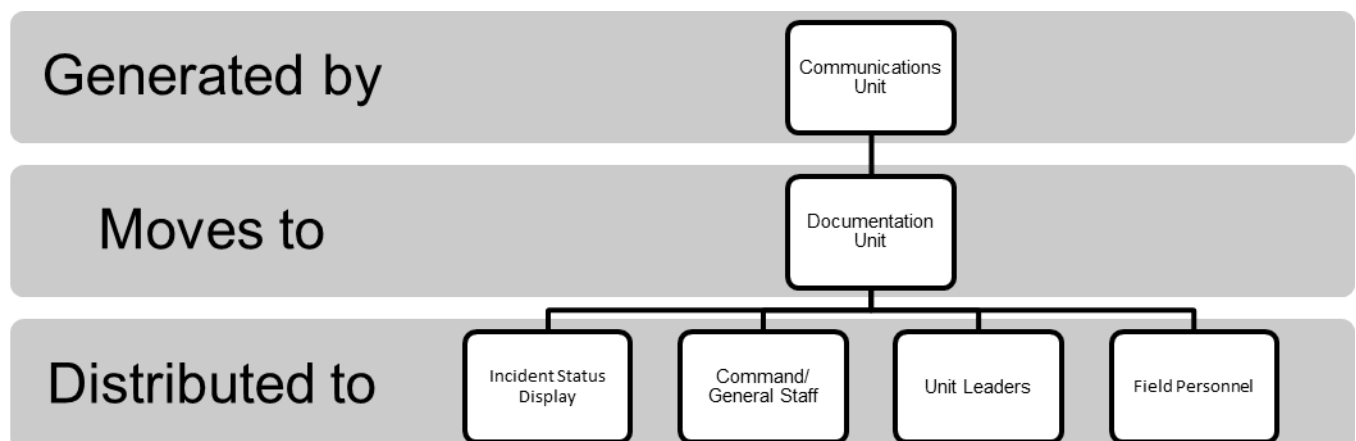 Generated by
Communications
Unit
Moves to
Documentation
Unit
Distributed to
Incident Status
Display
Command/
General Staff
Unit Leaders
Field Personnel